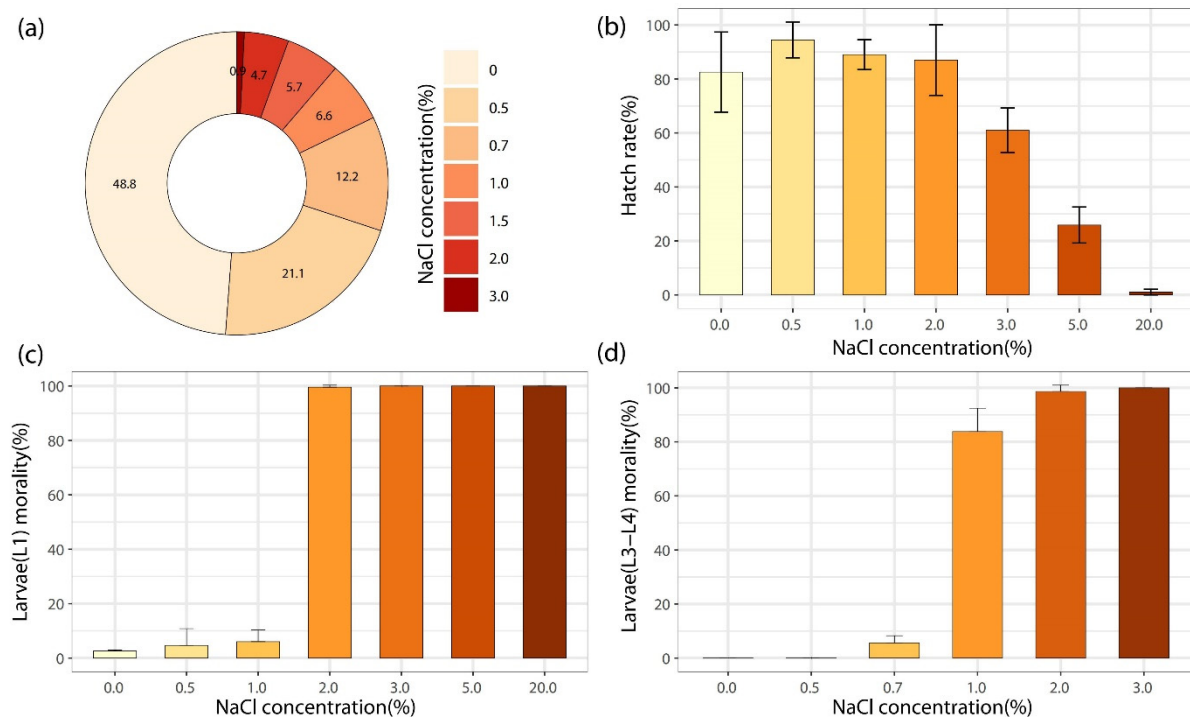 (a)
0.9
4.7
5.7
6.6
12.2
21.1
48.8
NaCl concentration(%)
0
0.5
0.7
1.0
1.5
2.0
3.0
(b)
Hatch rate(%)
100
80
60
40
20
0
0.0 0.5 1.0 2.0 3.0 5.0 20.0
NaCl concentration(%)
(c)
Larvae(L1) morality(%)
100
80
60
40
20
0
0.0 0.5 1.0 2.0 3.0 5.0 20.0
NaCl concentration(%)
(d)
Larvae(L3−L4) morality(%)
100
80
60
40
20
0
0.0 0.5 0.7 1.0 2.0 3.0
NaCl concentration(%)